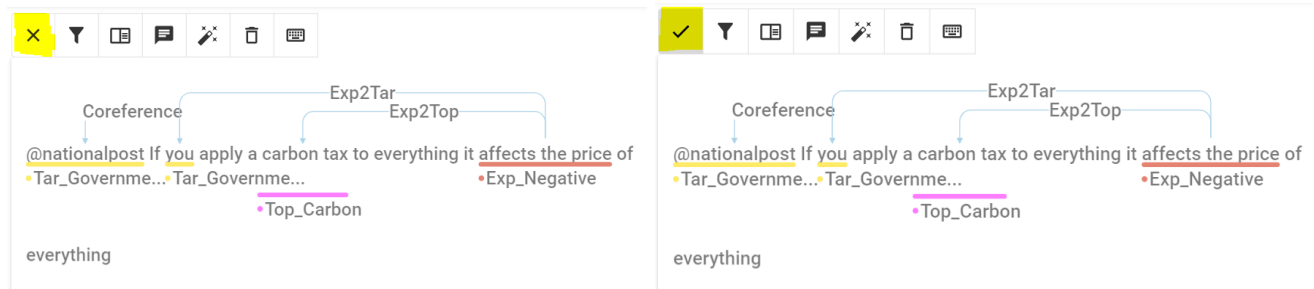 Exp2Tar
Coreference
Exp2Top
@nationalpost If you apply a carbon tax to everything it affects the price of
Tar_Governme... Tar_Governme... Exp_Negative
Top_Carbon
everything
Exp2Tar
Coreference
Exp2Top
@nationalpost If you apply a carbon tax to everything it affects the price of
Tar_Governme... Tar_Governme... Exp_Negative
Top_Carbon
everything